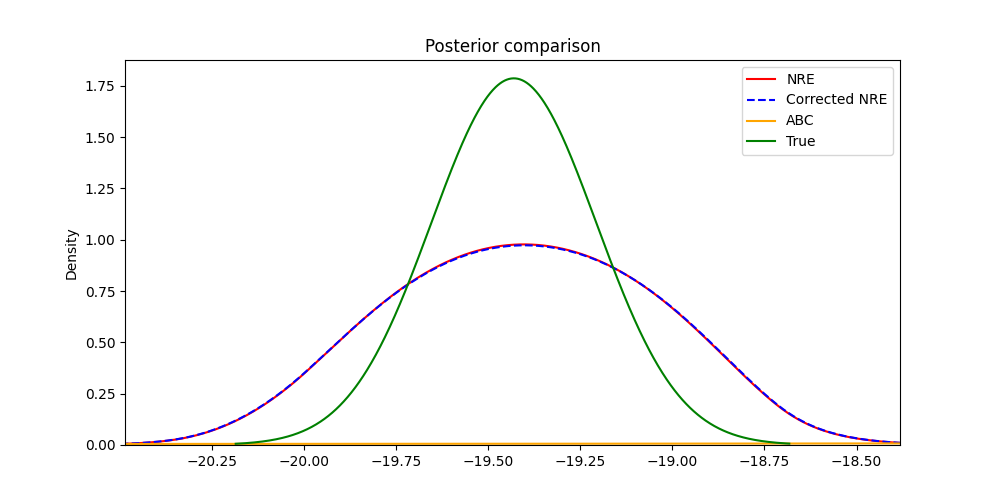 Posterior comparison
NRE
Corrected NRE
ABC
True
Density
1.75
1.50
1.25
1.00
0.75
0.50
0.25
0.00
−20.25
−20.00
−19.75
−19.50
−19.25
−19.00
−18.75
−18.50